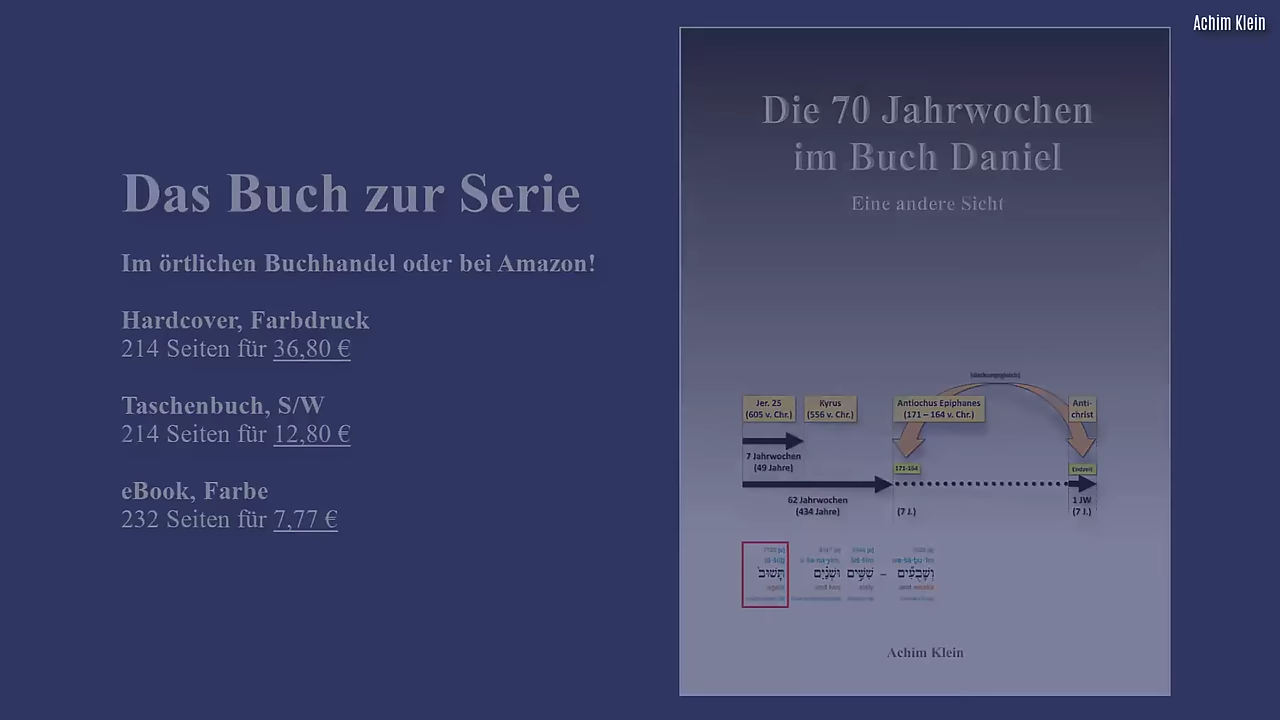 Achim Klein
Das Buch zur Serie
Im örtlichen Buchhandel oder bei Amazon!
Hardcover, Farbdruck
214 Seiten für 36,80 €
Taschenbuch, S/W
214 Seiten für 12,80 €
eBook, Farbe
232 Seiten für 7,77 €
Die 70 Jahrwochen
im Buch Daniel
Eine andere Sicht
Jer. 25
(605 v. Chr.)
Kyrus
(556 v. Chr.)
Antiochus Epiphanes
(171 – 164 v. Chr.)
Anti-
christ
7 Jahrwochen
(49 Jahre)
171-164
Endzeit
62 Jahrwochen
(434 Jahre)
(7 J.)
1 JW
(7 J.)
Achim Klein